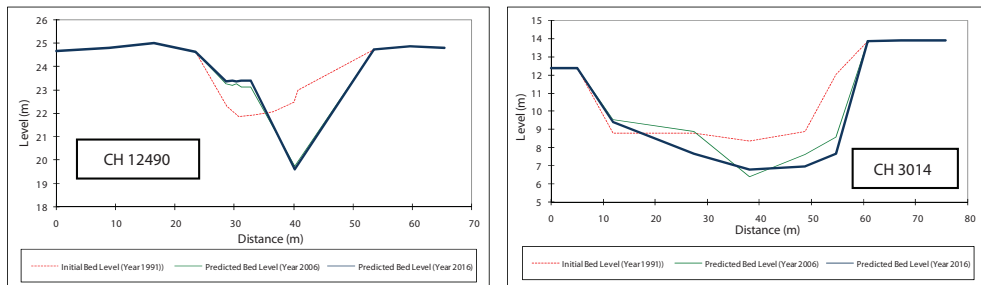 26
25
24
23
22
21
20
19
18
Level (m)
CH 12490
0 10 20 30 40 50 60 70
Distance (m)
Initial Bed Level (Year 1991)) Predicted Bed Level (Year 2006) Predicted Bed Level (Year 2016)
15
14
13
12
11
10
9
8
7
6
5
Level (m)
CH 3014
0 10 20 30 40 50 60 70 80
Distance (m)
Initial Bed Level (Year 1991)) Predicted Bed Level (Year 2006) Predicted Bed Level (Year 2016)